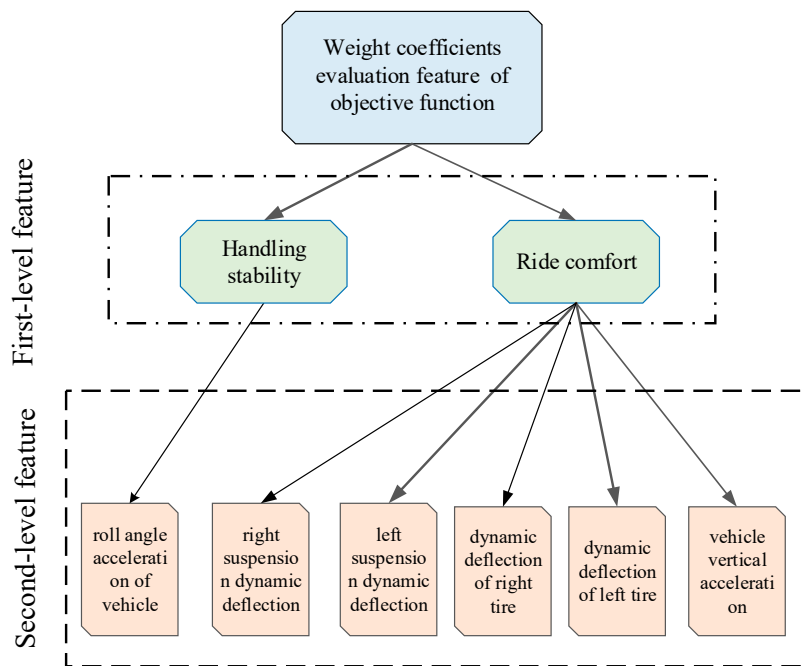 Weight coefficients
evaluation feature of
objective function
First-level feature
Handling
stability
Ride comfort
Second-level feature
roll angle
accelerati
on of
vehicle
right
suspensio
n dynamic
deflection
left
suspensio
n dynamic
deflection
dynamic
deflection
of right
tire
dynamic
deflection
of left tire
vehicle
vertical
accelerati
on